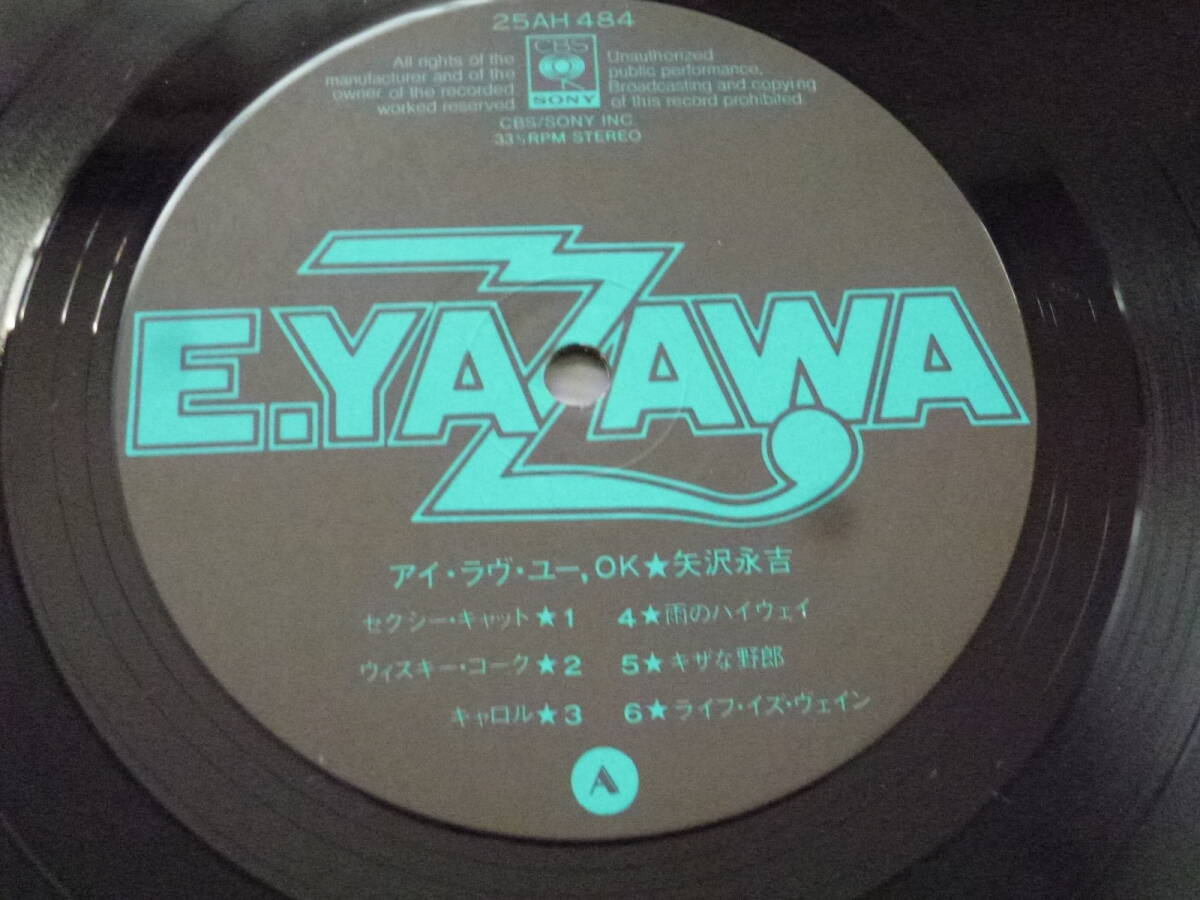 25AH 484
All rights of the
manufacturer and of the
owner of the recorded
worked reserved
CBS
SONY
Unauthorized
public performance,
Broadcasting and copying
of this record prohibited.
CBS/SONY INC.
33⅓RPM STEREO
E.YAZAWA
アイ・ラヴ・ユー,OK★矢沢永吉
セクシー・キャット★1
ウィスキー・コーク★2
キャロル★3
4★雨のハイウェイ
5★キザな野郎
6★ライフ・イズ・ヴェイン
A